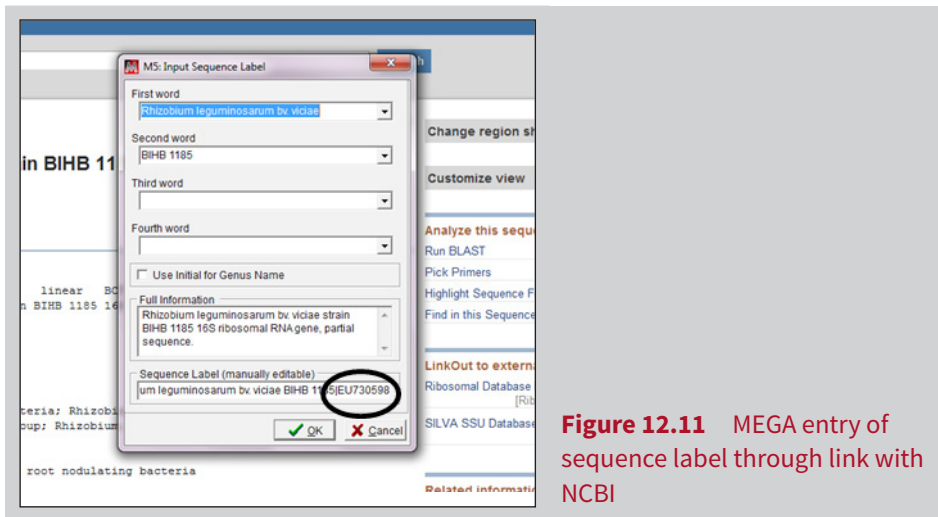 h
M5: Input Sequence Label
First word
Rhizobium leguminosarum bv. viciae
Second word
BIHB 1185
Third word
Fourth word
Use Initial for Genus Name
Full Information
Rhizobium leguminosarum bv. viciae strain
BIHB 1185 16S ribosomal RNA gene, partial
sequence.
Sequence Label (manually editable)
um leguminosarum bv. viciae BIHB 1185|EU730598
OK Cancel
in BIHB 11
linear BC
n BIHB 1185 16
teria; Rhizobi
oup; Rhizobium
root nodulating bacteria
Change region sh
Customize view
Analyze this sequ
Run BLAST
Pick Primers
Highlight Sequence F
Find in this Sequence
LinkOut to extern
Ribosomal Database
[Rib
SILVA SSU Database
Related informati
Figure 12.11 MEGA entry of
sequence label through link with
NCBI